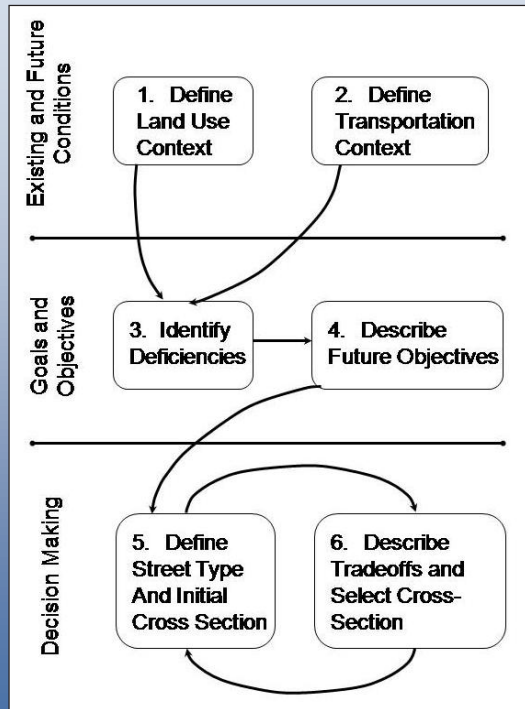 Existing and Future
Conditions
1. Define
Land Use
Context
2. Define
Transportation
Context
Goals and
Objectives
3. Identify
Deficiencies
4. Describe
Future Objectives
Decision Making
5. Define
Street Type
And Initial
Cross Section
6. Describe
Tradeoffs and
Select Cross-
Section